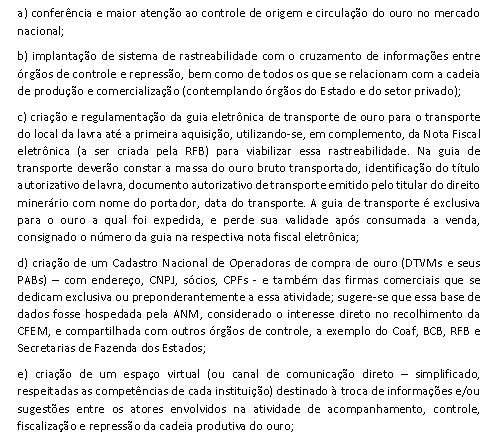 a) conferência e maior atenção ao controle de origem e circulação do ouro no mercado
nacional;
b) implantação de sistema de rastreabilidade com o cruzamento de informações entre
órgãos de controle e repressão, bem como de todos os que se relacionam com a cadeia
de produção e comercialização (contemplando órgãos do Estado e do setor privado);
c) criação e regulamentação da guia eletrônica de transporte de ouro para o transporte
do local da lavra até a primeira aquisição, utilizando-se, em complemento, da Nota Fiscal
eletrônica (a ser criada pela RFB) para viabilizar essa rastreabilidade. Na guia de
transporte deverão constar a massa do ouro bruto transportado, identificação do título
autorizativo de lavra, documento autorizativo de transporte emitido pelo titular do direito
minerário com nome do portador, data do transporte. A guia de transporte é exclusiva
para o ouro a qual foi expedida, e perde sua validade após consumada a venda,
consignado o número da guia na respectiva nota fiscal eletrônica;
d) criação de um Cadastro Nacional de Operadoras de compra de ouro (DTVMs e seus
PABs) – com endereço, CNPJ, sócios, CPFs - e também das firmas comerciais que se
dedicam exclusiva ou preponderantemente a essa atividade; sugere-se que essa base de
dados fosse hospedada pela ANM, considerado o interesse direto no recolhimento da
CFEM, e compartilhada com outros órgãos de controle, a exemplo do Coaf, BCB, RFB e
Secretarias de Fazenda dos Estados;
e) criação de um espaço virtual (ou canal de comunicação direto – simplificado,
respeitadas as competências de cada instituição) destinado à troca de informações e/ou
sugestões entre os atores envolvidos na atividade de acompanhamento, controle,
fiscalização e repressão da cadeia produtiva do ouro;